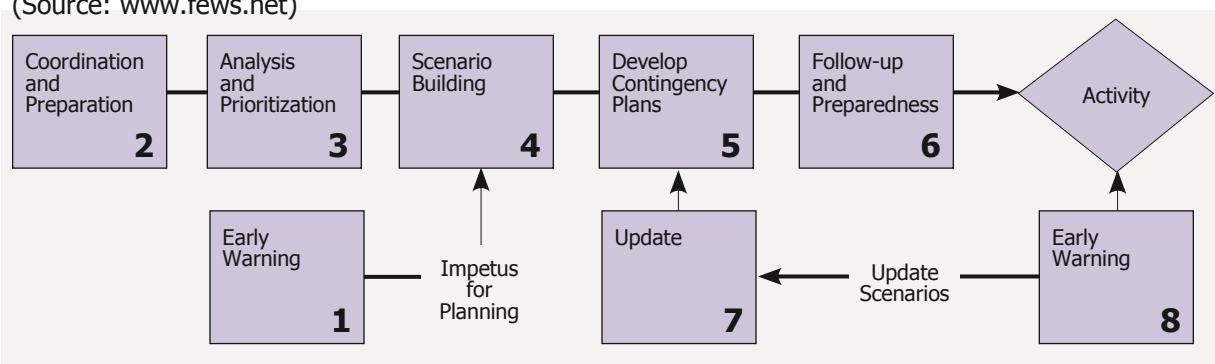 (Source: www.fews.net)
Coordination
and
Preparation
2
Analysis
and
Prioritization
3
Scenario
Building
4
Develop
Contingency
Plans
5
Follow-up
and
Preparedness
6
Activity
Early
Warning
1
Impetus
for
Planning
Update
7
Update
Scenarios
Early
Warning
8